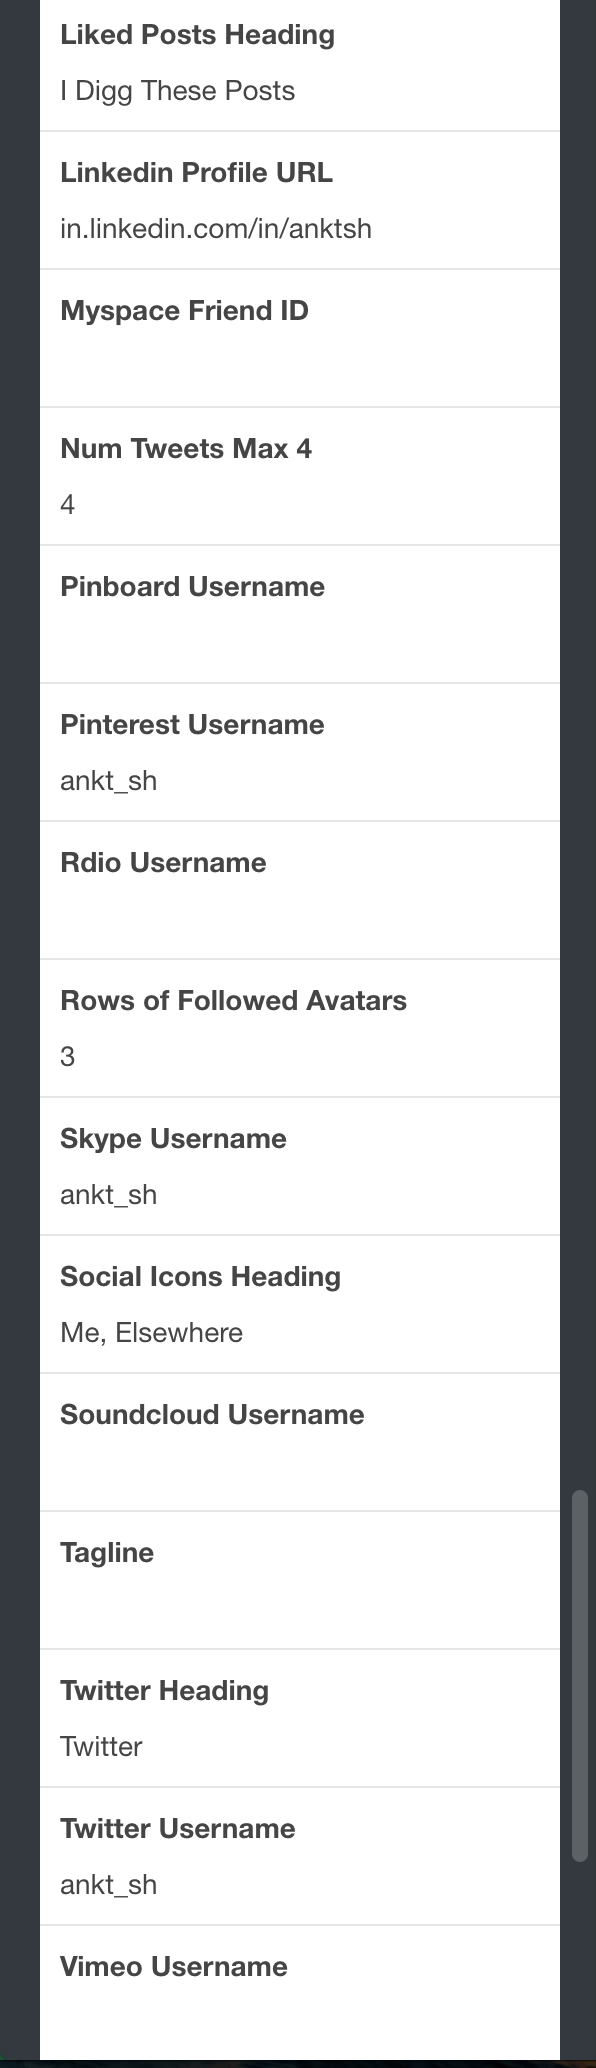 Liked Posts Heading
I Digg These Posts
Linkedin Profile URL
in.linkedin.com/in/anktsh
Myspace Friend ID
Num Tweets Max 4
4
Pinboard Username
Pinterest Username
ankt_sh
Rdio Username
Rows of Followed Avatars
3
Skype Username
ankt_sh
Social Icons Heading
Me, Elsewhere
Soundcloud Username
Tagline
Twitter Heading
Twitter
Twitter Username
ankt_sh
Vimeo Username